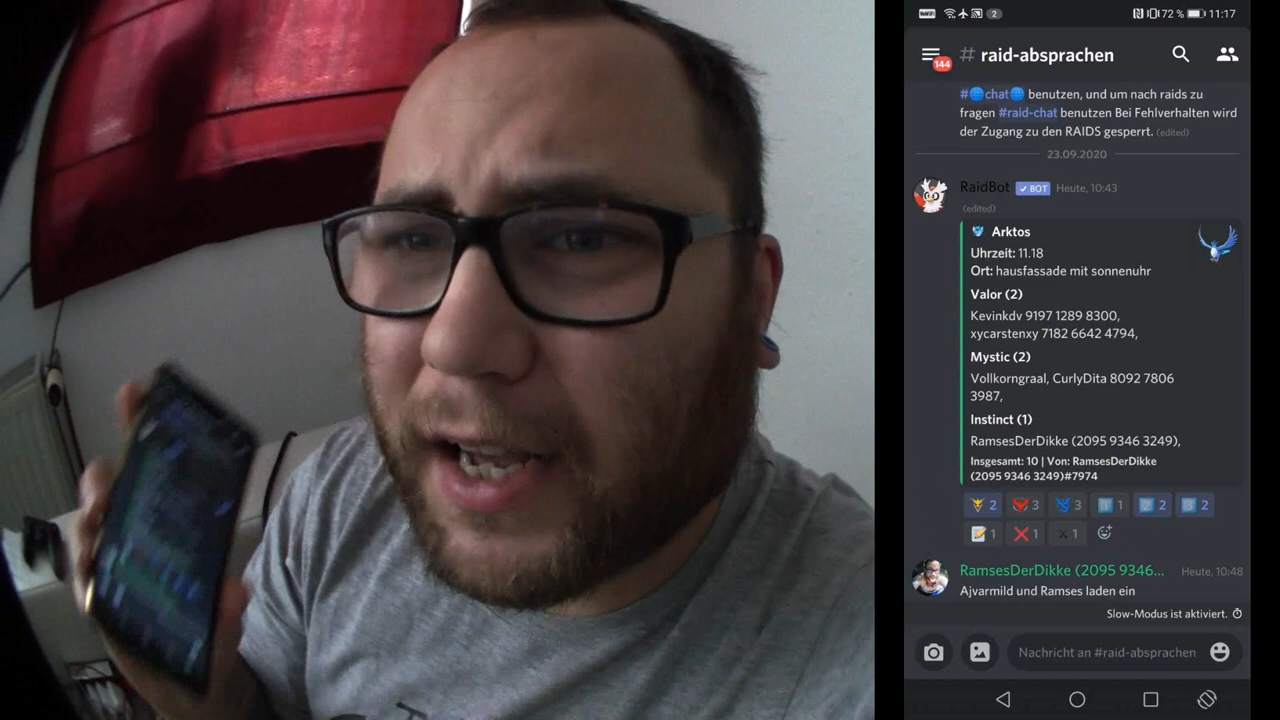 WoWiFi 2 72 % 11:17
# raid-absprachen
144
#🌐chat🌐 benutzen, und um nach raids zu
fragen #raid-chat benutzen Bei Fehlverhalten wird
der Zugang zu den RAIDS gesperrt. (edited)
23.09.2020
RaidBot ✓ BOT Heute, 10:43
(edited)
Arktos
Uhrzeit: 11.18
Ort: hausfassade mit sonnenuhr
Valor (2)
Kevinkdv 9197 1289 8300,
xycarstenxy 7182 6642 4794,
Mystic (2)
Vollkorngraal, CurlyDita 8092 7806
3987,
Instinct (1)
RamsesDerDikke (2095 9346 3249),
Insgesamt: 10 | Von: RamsesDerDikke
(2095 9346 3249)#7974
2 3 3 1 2 2
1 1 1
RamsesDerDikke (2095 9346... Heute, 10:48
Ajvarmild und Ramses laden ein
Slow-Modus ist aktiviert.
Nachricht an #raid-absprachen